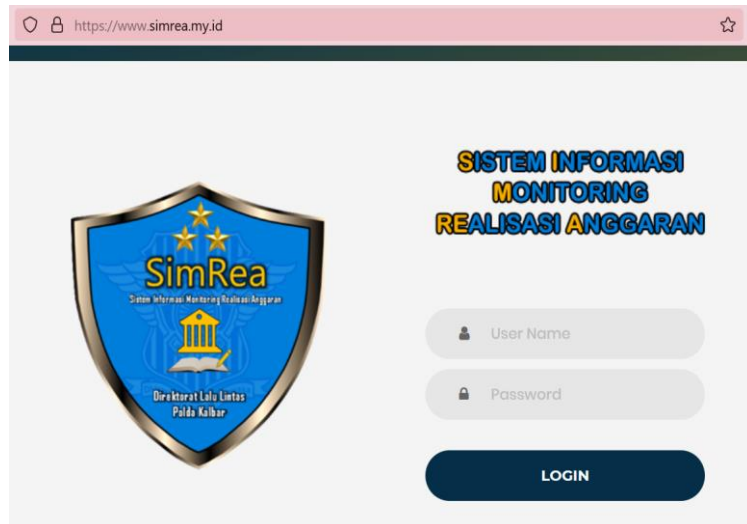 https://www.simrea.my.id
SISTEM INFORMASI
MONITORING
REALISASI ANGGARAN
SimRea
Sistem Informasi Monitoring Realisasi Anggaran
Direktorat Lalu Lintas
Polda Kalbar
User Name
Password
LOGIN